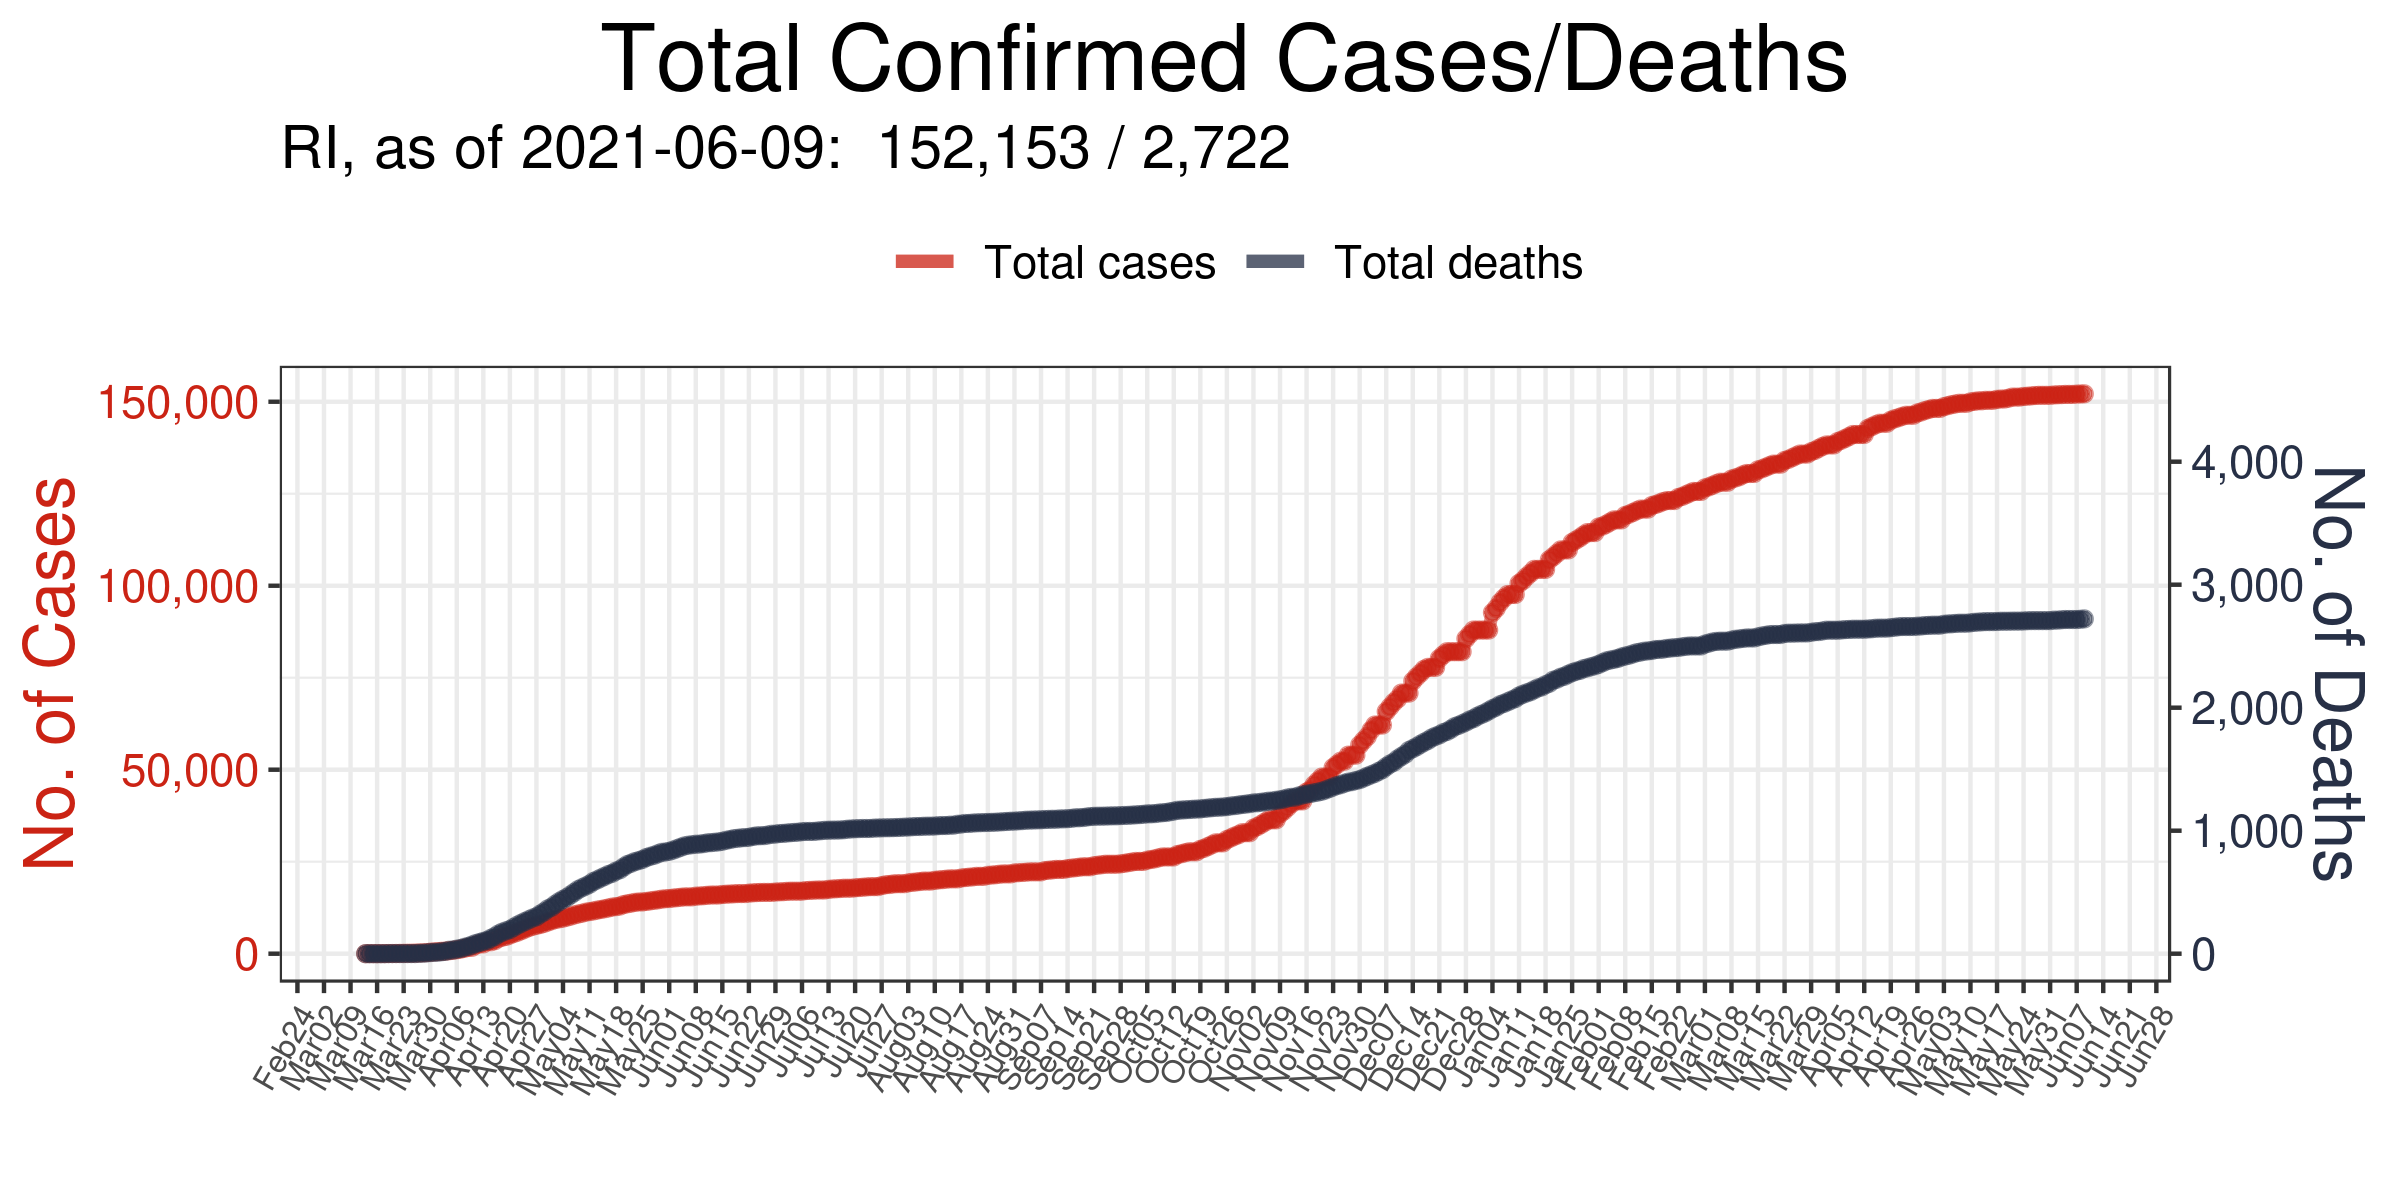 Total Confirmed Cases/Deaths
RI, as of 2021-06-09:  152,153 / 2,722
Total cases
Total deaths
No. of Cases
150,000
100,000
50,000
0
4,000
3,000
2,000
1,000
0
No. of Deaths
Feb24
Mar02
Mar09
Mar16
Mar23
Mar30
Apr06
Apr13
Apr20
Apr27
May04
May11
May18
May25
Jun01
Jun08
Jun15
Jun22
Jun29
Jul06
Jul13
Jul20
Jul27
Aug03
Aug10
Aug17
Aug24
Aug31
Sep07
Sep14
Sep21
Sep28
Oct05
Oct12
Oct19
Oct26
Nov02
Nov09
Nov16
Nov23
Nov30
Dec07
Dec14
Dec21
Dec28
Jan04
Jan11
Jan18
Jan25
Feb01
Feb08
Feb15
Feb22
Mar01
Mar08
Mar15
Mar22
Mar29
Apr05
Apr12
Apr19
Apr26
May03
May10
May17
May24
May31
Jun07
Jun14
Jun21
Jun28